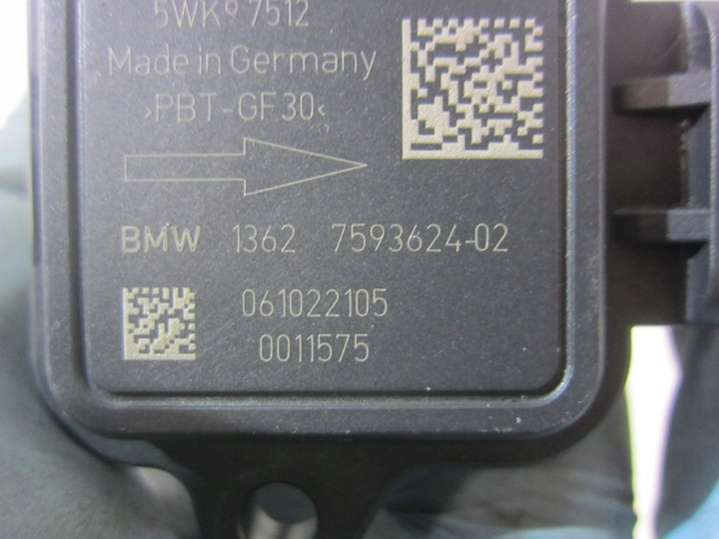 5WK9 7512
Made in Germany
>PBT-GF30<
BMW 1362 7593624-02
061022105
0011575